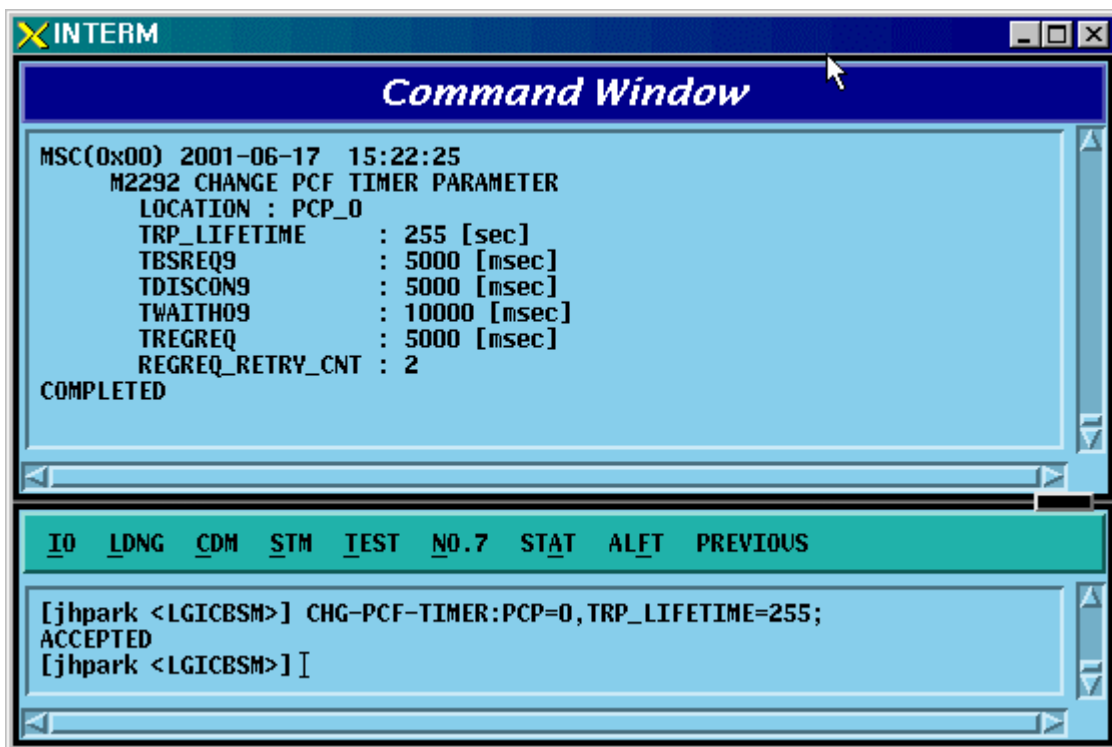 INTERM
Command Window
MSC(0x00) 2001-06-17 15:22:25
M2292 CHANGE PCF TIMER PARAMETER
LOCATION : PCP_0
TRP_LIFETIME : 255 [sec]
TBSREQ9 : 5000 [msec]
TDISCON9 : 5000 [msec]
TWAITHO9 : 10000 [msec]
TREGREQ : 5000 [msec]
REGREQ_RETRY_CNT : 2
COMPLETED
IO LDNG CDM STM TEST NO.7 STAT ALFT PREVIOUS
[jhpark <LGICBSM>] CHG-PCF-TIMER:PCP=0,TRP_LIFETIME=255;
ACCEPTED
[jhpark <LGICBSM>]